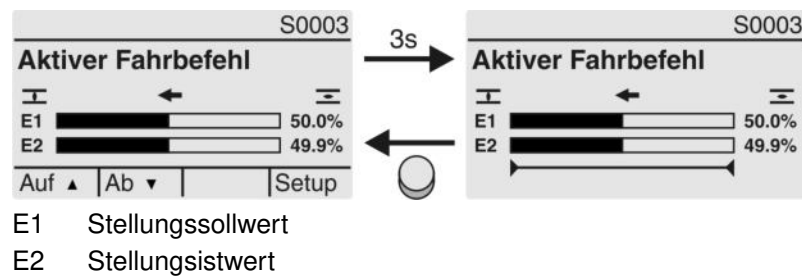 S0003
Aktiver Fahrbefehl
E1 50.0%
E2 49.9%
Auf ▲ Ab ▼ Setup
3s
S0003
Aktiver Fahrbefehl
E1 50.0%
E2 49.9%
E1 Stellungssollwert
E2 Stellungsistwert